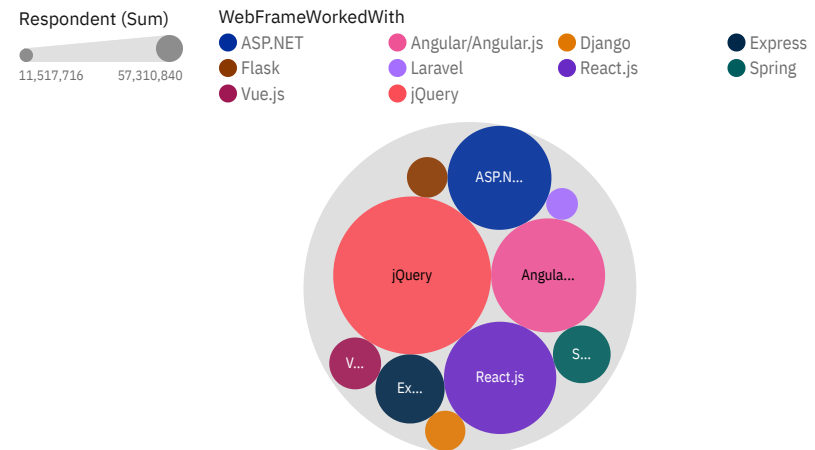 Respondent (Sum)
11,517,716 57,310,840
WebFrameWorkedWith
ASP.NET Angular/Angular.js Django Express
Flask Laravel React.js Spring
Vue.js jQuery
ASP.N...
jQuery Angula...
V... Ex... React.js S...